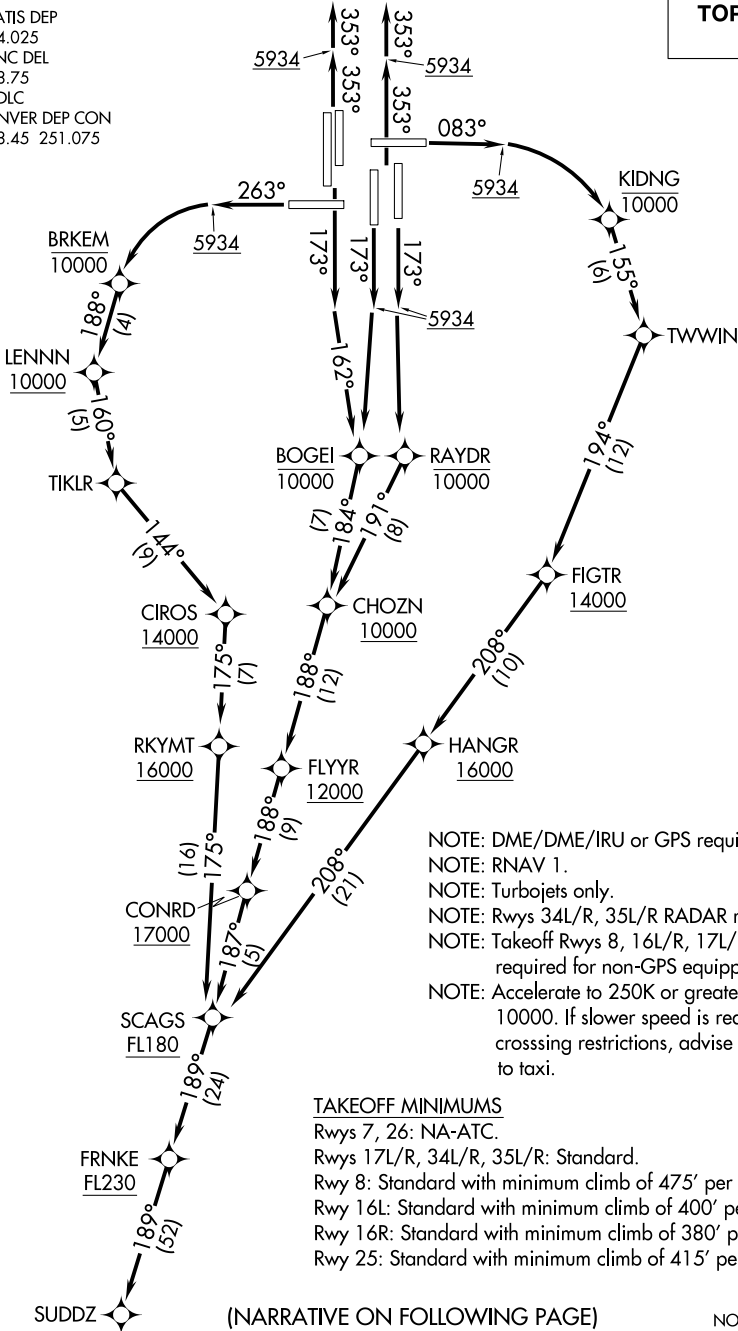 ATIS DEP
4.025
NC DEL
8.75
DLC
NVER DEP CON
8.45 251.075
TOP
353°
353°
5934
5934
353°
353°
083°
5934
KIDNG
10000
263°
5934
BRKEM
10000
173°
173°
173°
155°
(6)
188°
(4)
5934
TWWIN
LENNN
10000
162°
160°
(5)
194°
(12)
BOGEI
10000
RAYDR
10000
TIKLR
184°
(7)
191°
(8)
144°
(9)
FIGTR
14000
CIROS
14000
CHOZN
10000
175°
(7)
188°
(12)
208°
(10)
RKYMT
16000
HANGR
16000
FLYYR
12000
188°
(9)
175°
(16)
208°
(21)
CONRD
17000
187°
(5)
NOTE: DME/DME/IRU or GPS requi
NOTE: RNAV 1.
NOTE: Turbojets only.
NOTE: Rwys 34L/R, 35L/R RADAR r
NOTE: Takeoff Rwys 8, 16L/R, 17L/
required for non-GPS equipp
NOTE: Accelerate to 250K or greate
10000. If slower speed is rec
crosssing restrictions, advise
to taxi.
SCAGS
FL180
189°
(24)
TAKEOFF MINIMUMS
Rwys 7, 26: NA-ATC.
Rwys 17L/R, 34L/R, 35L/R: Standard.
Rwy 8: Standard with minimum climb of 475' per
Rwy 16L: Standard with minimum climb of 400' pe
Rwy 16R: Standard with minimum climb of 380' p
Rwy 25: Standard with minimum climb of 415' pe
FRNKE
FL230
189°
(52)
SUDDZ
(NARRATIVE ON FOLLOWING PAGE)
NO